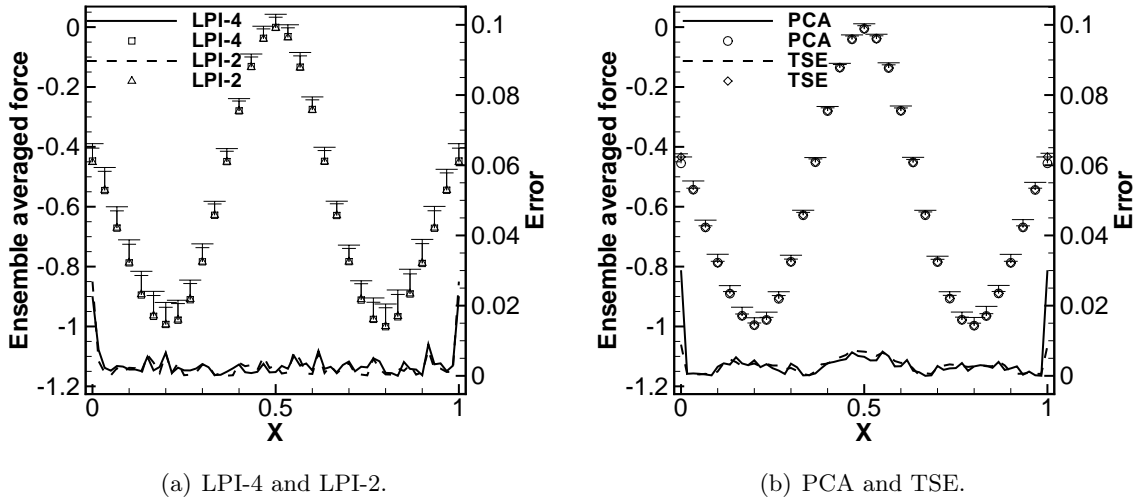 LPI-4
LPI-4
LPI-2
LPI-2
Ensemble averaged force
0
-0.2
-0.4
-0.6
-0.8
-1
-1.2
0.1
0.08
0.06
0.04
0.02
0
Error
0
0.5
1
X
(a) LPI-4 and LPI-2.
PCA
PCA
TSE
TSE
Ensemble averaged force
0
-0.2
-0.4
-0.6
-0.8
-1
-1.2
0.1
0.08
0.06
0.04
0.02
0
Error
0
0.5
1
X
(b) PCA and TSE.